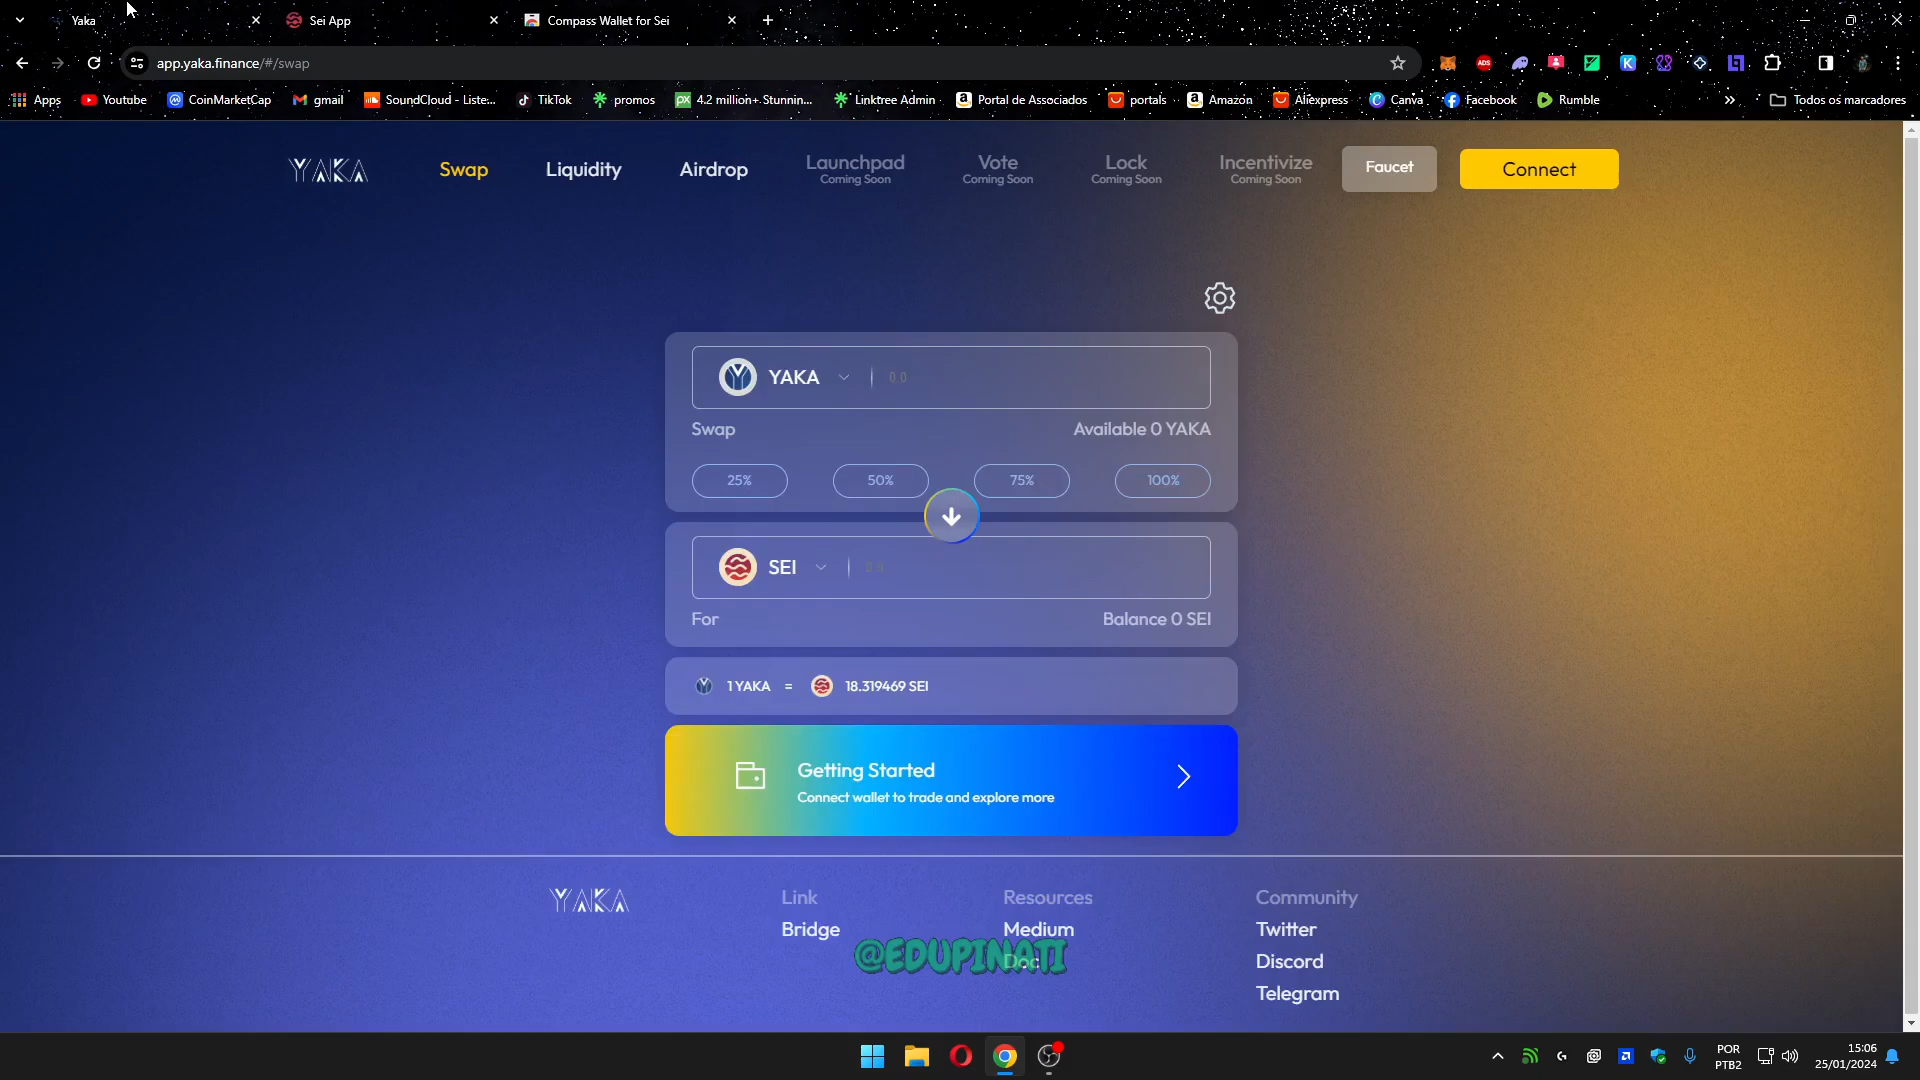 Yaka
Sei App
Compass Wallet for Sei
app.yaka.finance/#/swap
Apps
Youtube
CoinMarketCap
gmail
SoundCloud - Liste...
TikTok
promos
4.2 million+ Stunnin...
Linktree Admin
Portal de Associados
portals
Amazon
Aliexpress
Canva
Facebook
Rumble
»
Todos os marcadores
YAKA
Swap
Liquidity
Airdrop
Launchpad
Coming Soon
Vote
Coming Soon
Lock
Coming Soon
Incentivize
Coming Soon
Faucet
Connect
YAKA
0.0
Swap
Available 0 YAKA
25%
50%
75%
100%
SEI
0.0
For
Balance 0 SEI
1 YAKA = 18.319469 SEI
Getting Started
Connect wallet to trade and explore more
YAKA
Link
Resources
Community
Bridge
Medium
Twitter
@EDUPINATI
Doc
Discord
Telegram
POR
PTB2
15:06
25/01/2024